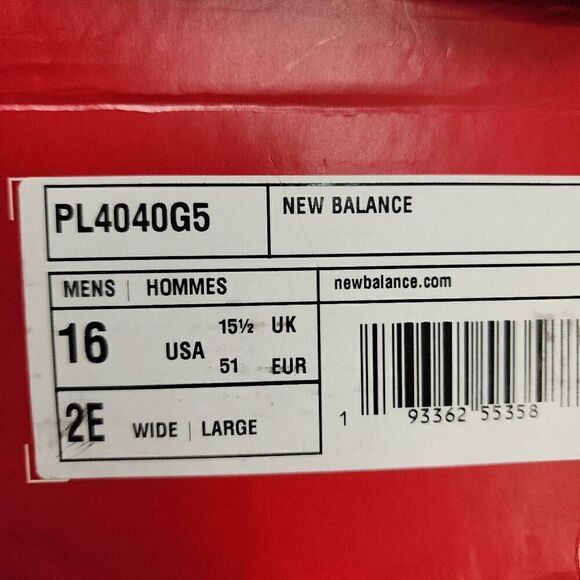 PL4040G5
NEW BALANCE
MENS | HOMMES
newbalance.com
16 USA 15½ UK
51 EUR
2E WIDE | LARGE
1 93362 55358